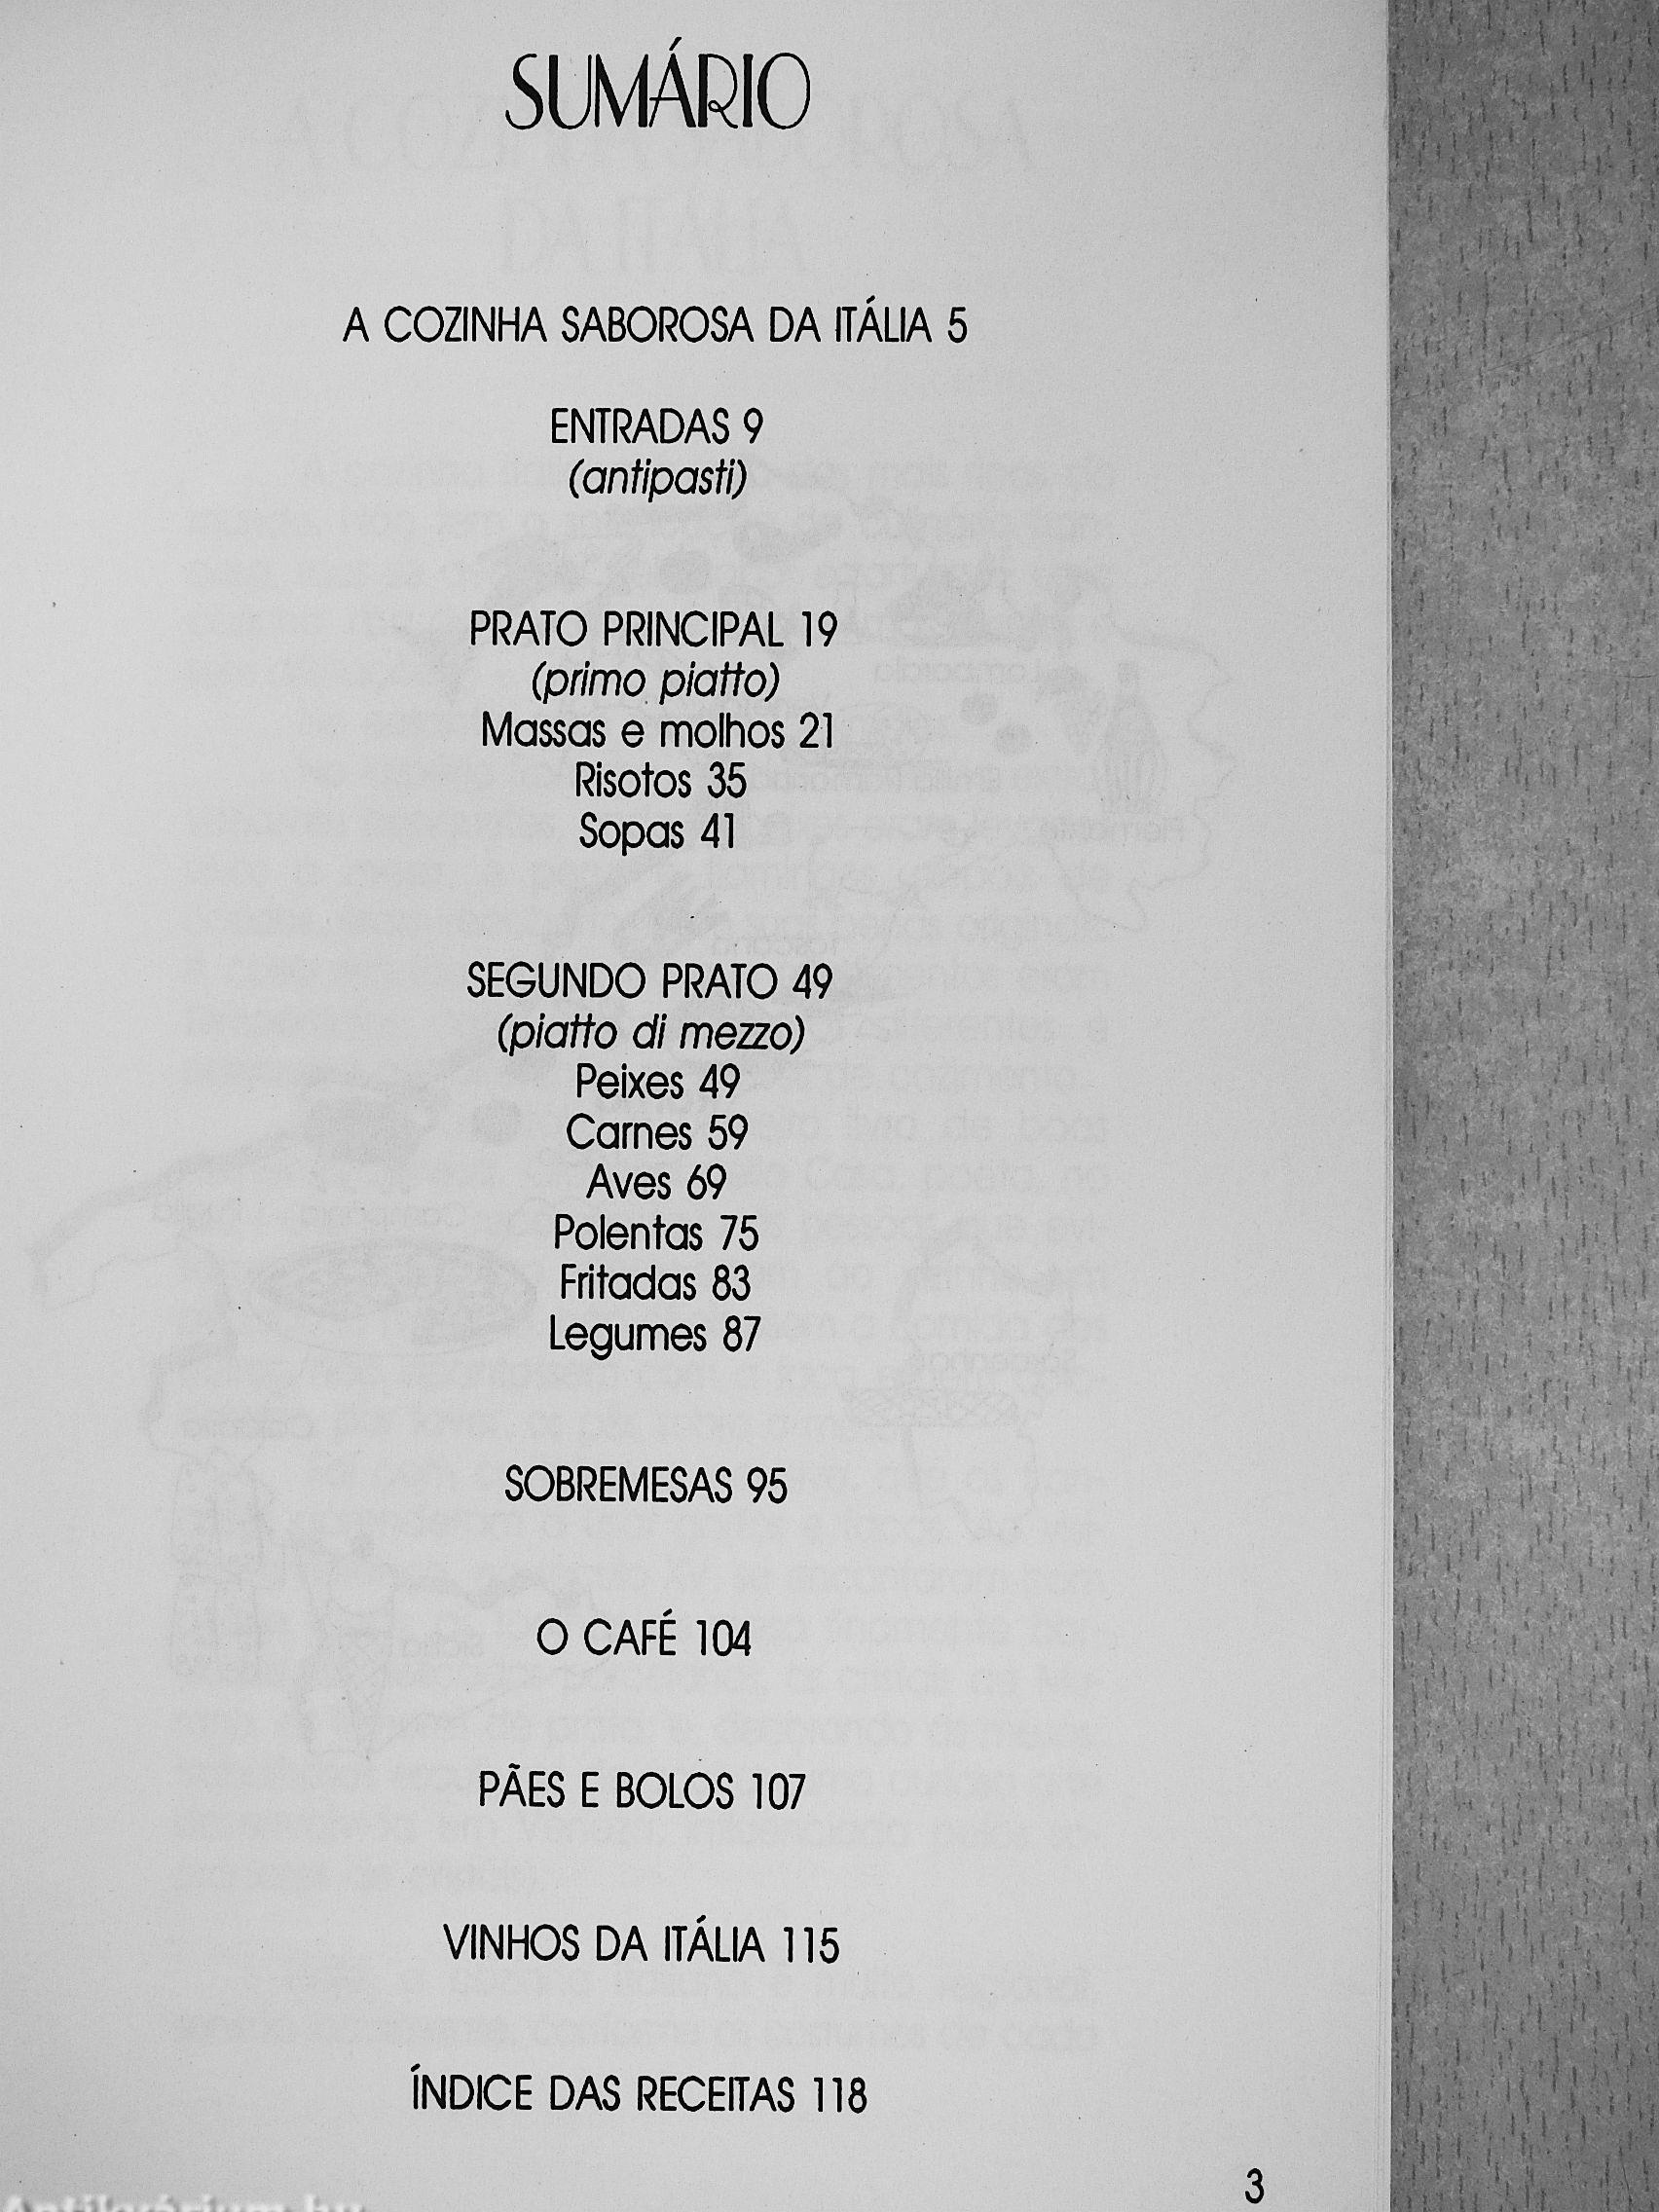 SUMÁRIO
A COZINHA SABOROSA DA ITÁLIA 5
ENTRADAS 9
(antipasti)
PRATO PRINCIPAL 19
(primo piatto)
Massas e molhos 21
Risotos 35
Sopas 41
SEGUNDO PRATO 49
(piatto di mezzo)
Peixes 49
Carnes 59
Aves 69
Polentas 75
Fritadas 83
Legumes 87
SOBREMESAS 95
O CAFÉ 104
PÃES E BOLOS 107
VINHOS DA ITÁLIA 115
ÍNDICE DAS RECEITAS 118
3